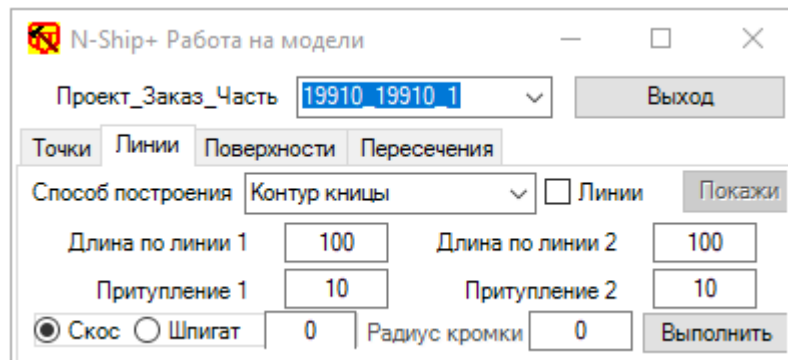 N-Ship+ Работа на модели
Проект_Заказ_Часть 19910_19910_1 Выход
Точки Линии Поверхности Пересечения
Способ построения Контур кницы Линии Покажи
Длина по линии 1 100 Длина по линии 2 100
Притупление 1 10 Притупление 2 10
Скос Шпигат 0 Радиус кромки 0 Выполнить